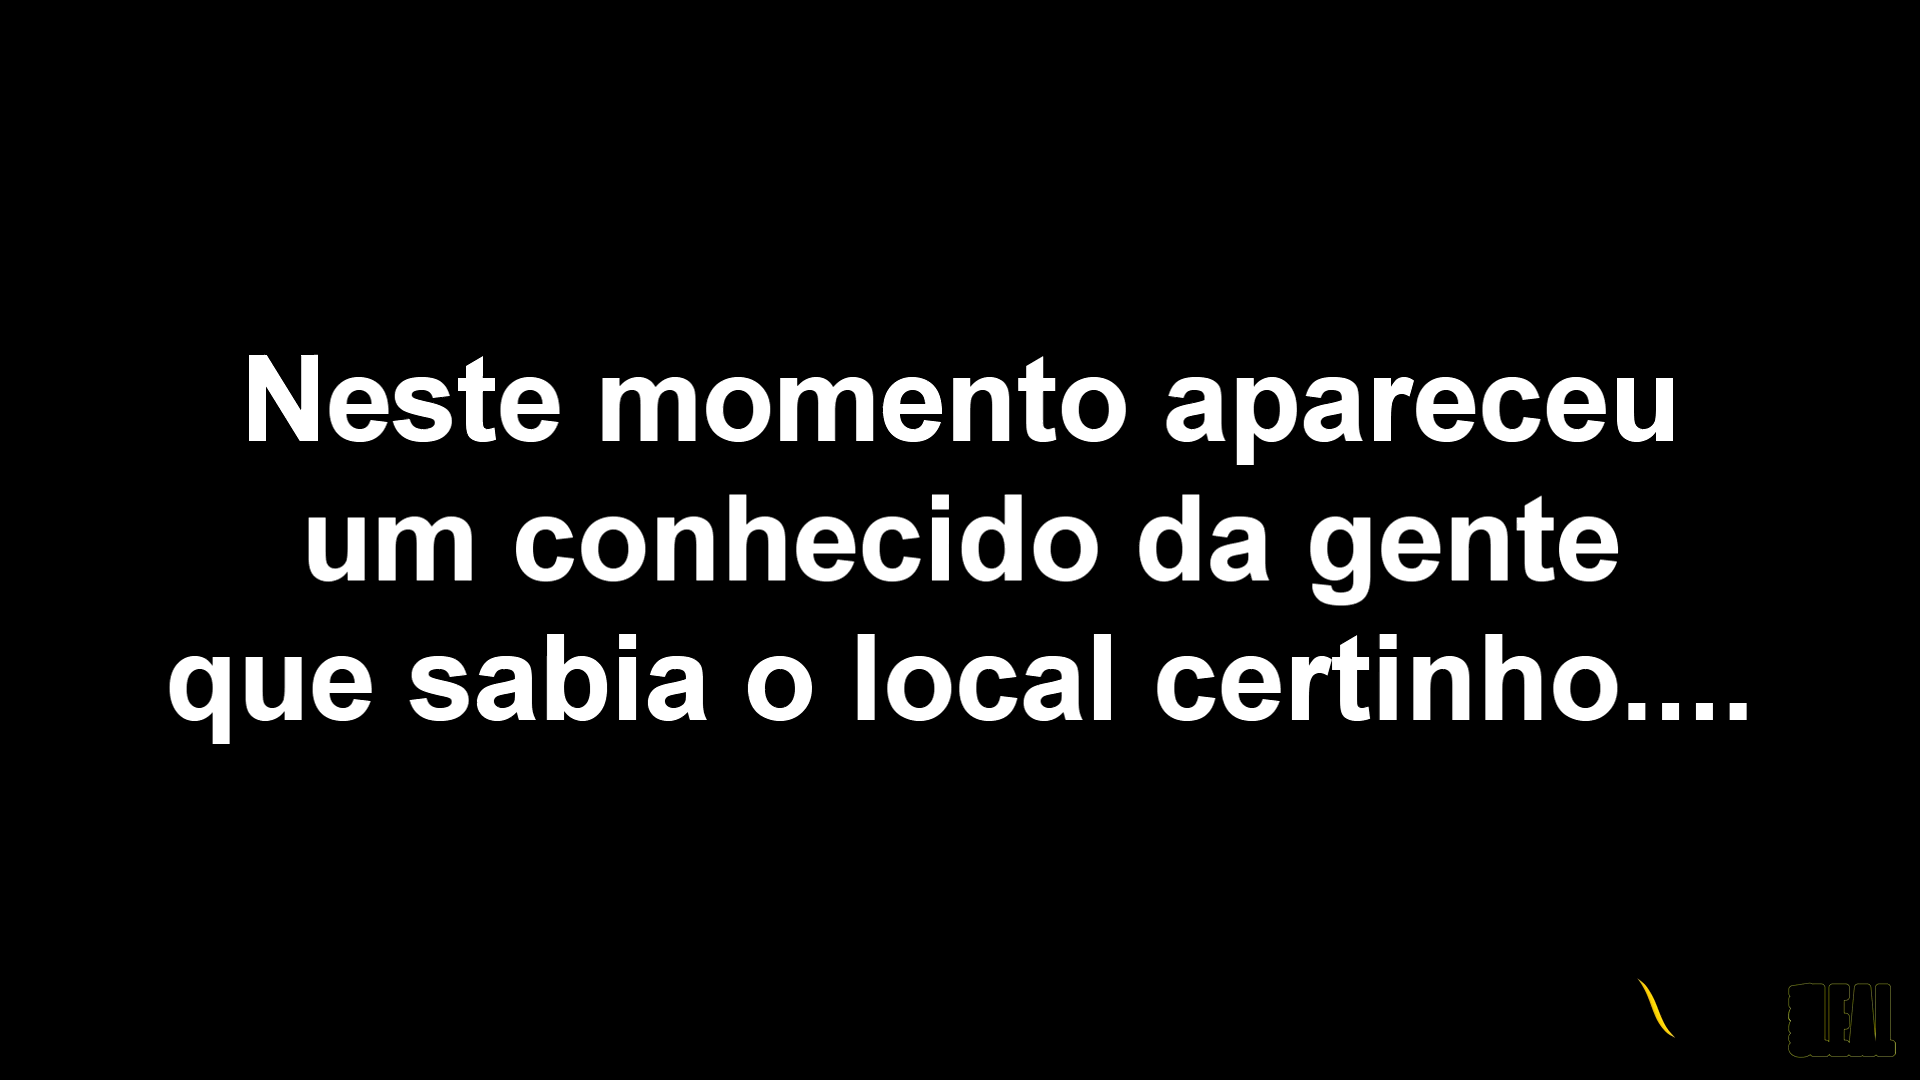 Neste momento apareceu
um conhecido da gente
que sabia o local certinho....